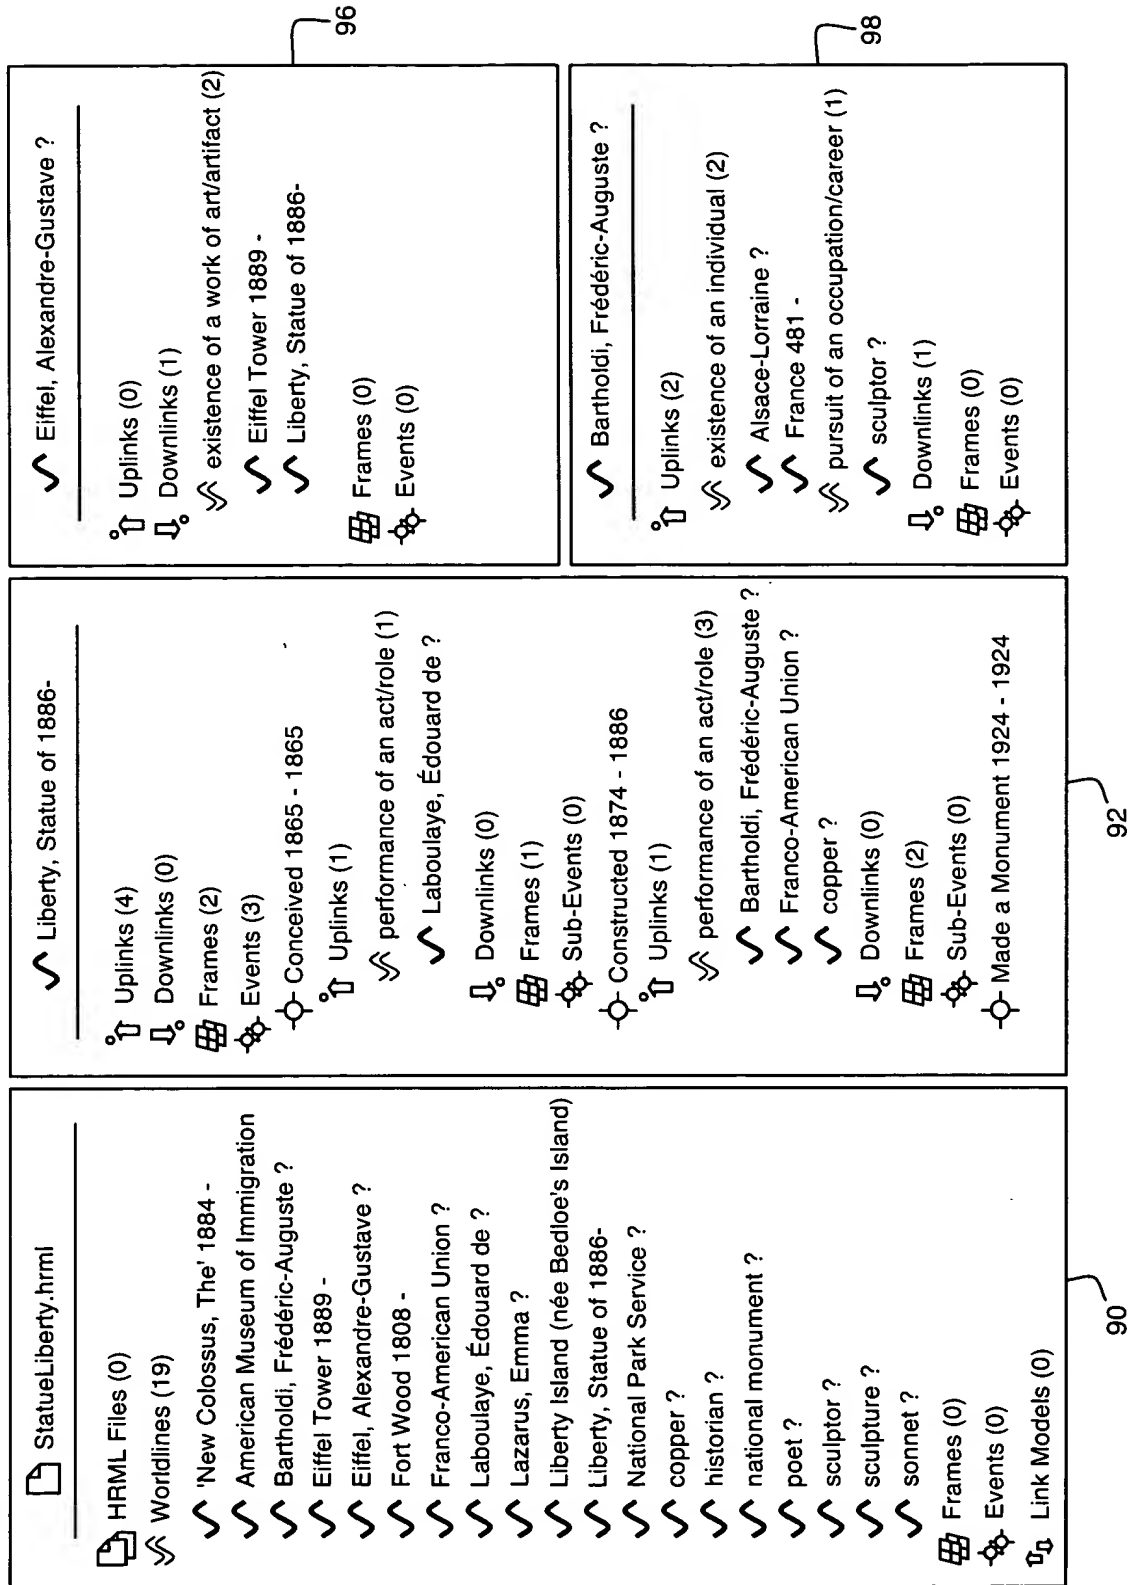 StatueLiberty.hrml
HRML Files (0)
Worldlines (19)
'New Colossus, The' 1884 -
American Museum of Immigration
Bartholdi, Frédéric-Auguste ?
Eiffel Tower 1889 -
Eiffel, Alexandre-Gustave ?
Fort Wood 1808 -
Franco-American Union ?
Laboulaye, Édouard de ?
Lazarus, Emma ?
Liberty Island (née Bedloe's Island)
Liberty, Statue of 1886-
National Park Service ?
copper ?
historian ?
national monument ?
poet ?
sculptor ?
sculpture ?
sonnet ?
Frames (0)
Events (0)
Link Models (0)
90
Liberty, Statue of 1886-
Uplinks (4)
Downlinks (0)
Frames (2)
Events (3)
Conceived 1865 - 1865
Uplinks (1)
performance of an act/role (1)
Laboulaye, Édouard de ?
Downlinks (0)
Frames (1)
Sub-Events (0)
Constructed 1874 - 1886
Uplinks (1)
performance of an act/role (3)
Bartholdi, Frédéric-Auguste ?
Franco-American Union ?
copper ?
Downlinks (0)
Frames (2)
Sub-Events (0)
Made a Monument 1924 - 1924
92
Eiffel, Alexandre-Gustave ?
Uplinks (0)
Downlinks (1)
existence of a work of art/artifact (2)
Eiffel Tower 1889 -
Liberty, Statue of 1886-
Frames (0)
Events (0)
96
Bartholdi, Frédéric-Auguste ?
Uplinks (2)
existence of an individual (2)
Alsace-Lorraine ?
France 481 -
pursuit of an occupation/career (1)
sculptor ?
Downlinks (1)
Frames (0)
Events (0)
98